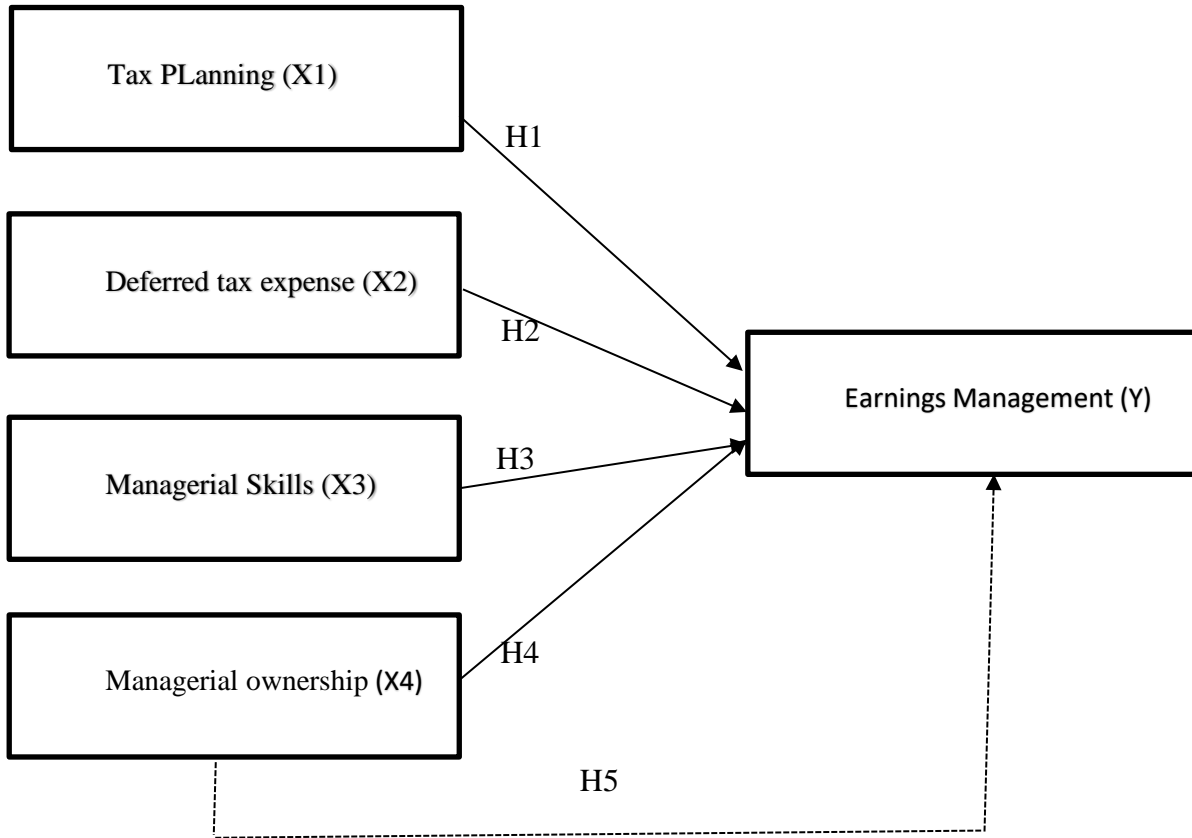 Tax PLanning (X1)
H1
Deferred tax expense (X2)
H2
Earnings Management (Y)
H3
Managerial Skills (X3)
H4
Managerial ownership (X4)
H5